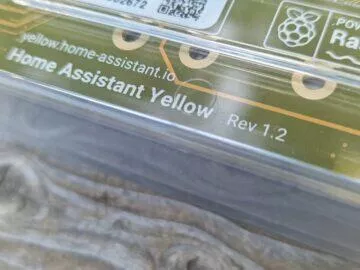 yellow.home-assistant.io
Home Assistant Yellow Rev 1.2